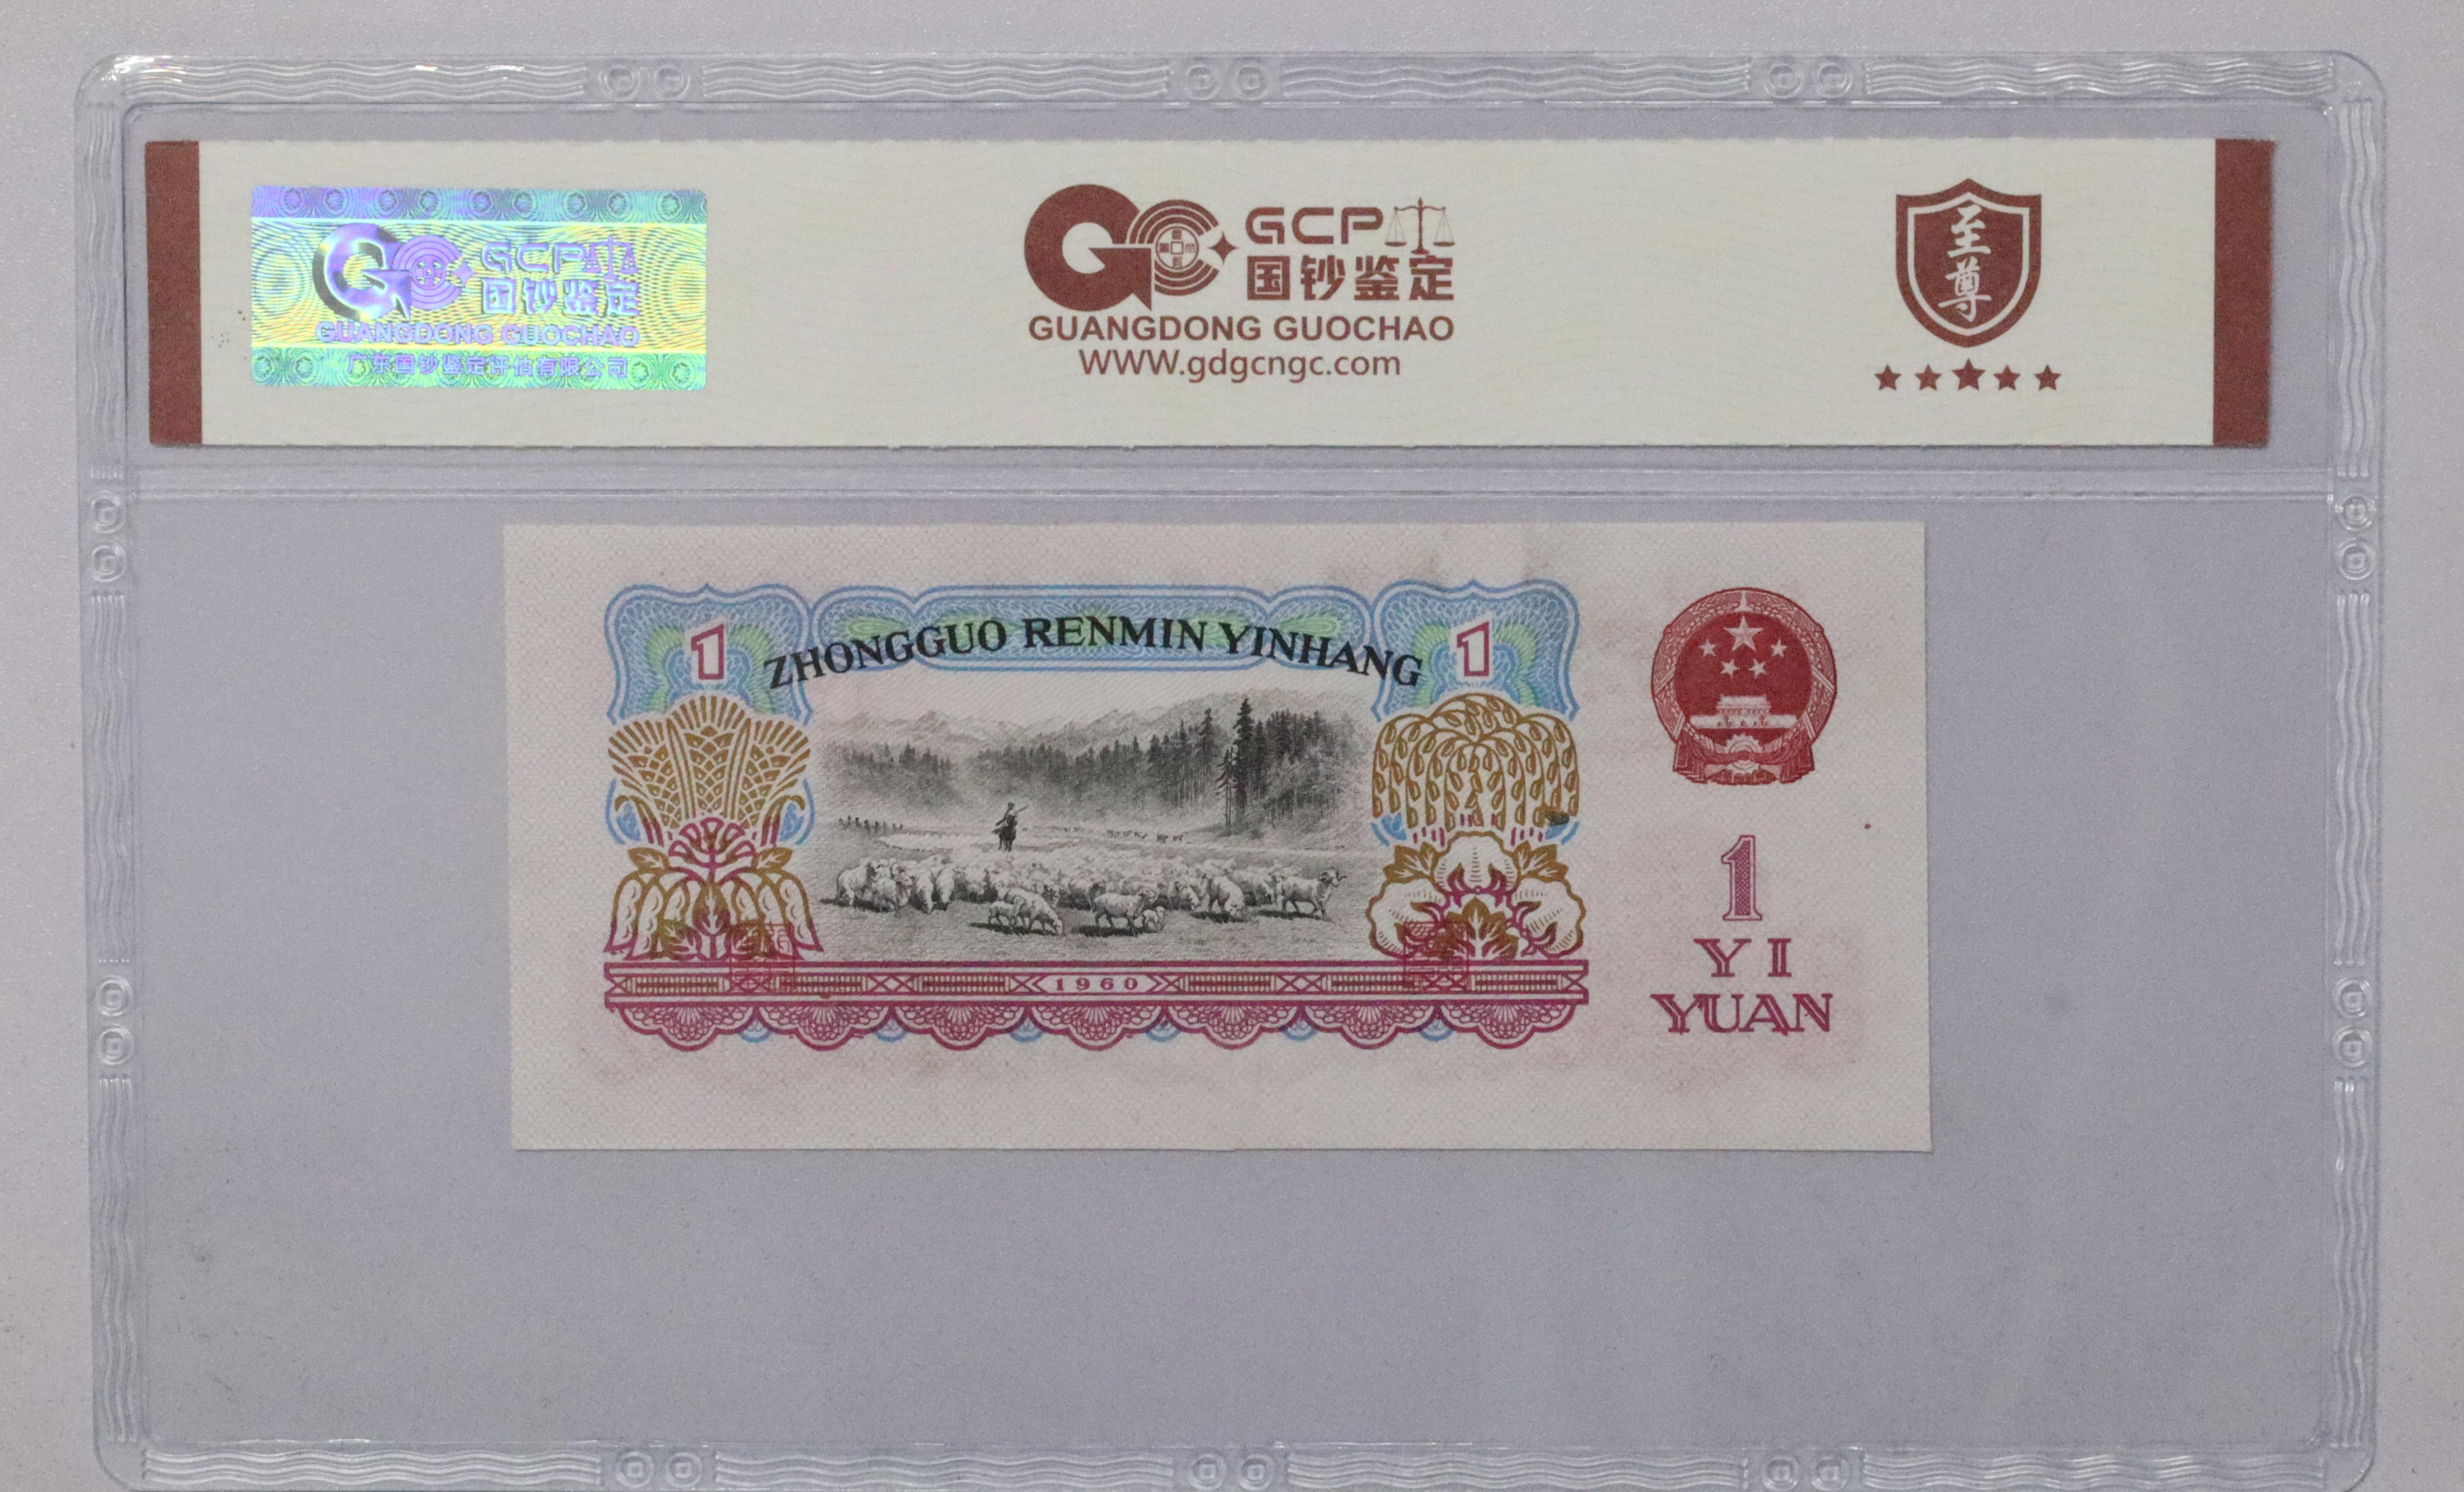 GCP
国钞鉴定
GUANGDONG GUOCHAO
广东国钞鉴定评估有限公司
GCP
国钞鉴定
GUANGDONG GUOCHAO
WWW.gdgcngc.com
至尊
1
ZHONGGUO RENMIN YINHANG
1
1960
1
YI
YUAN